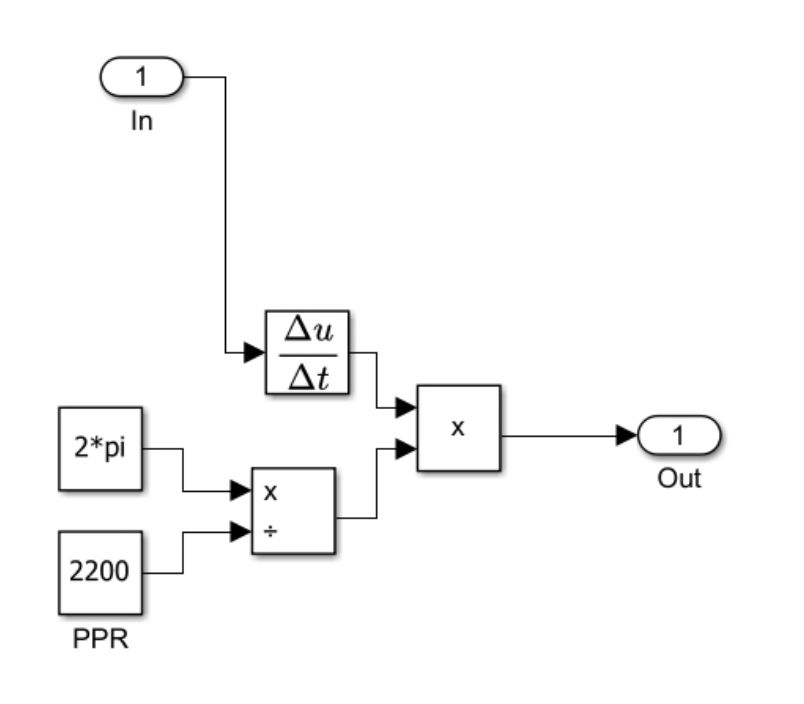 1
In
Δu
Δt
2*pi
x
÷
x
1
Out
2200
PPR